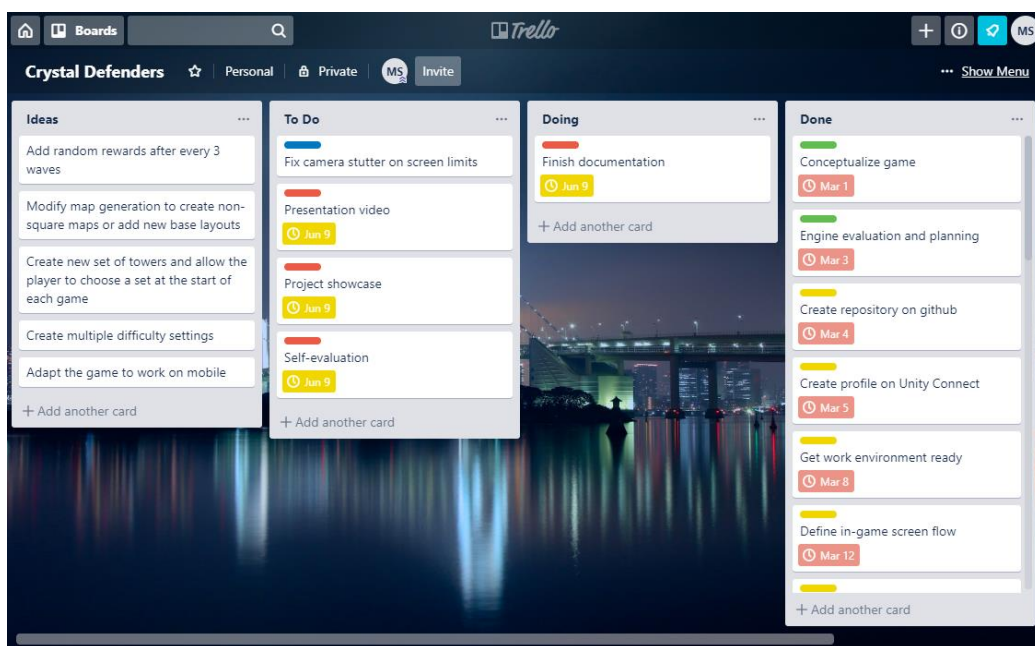 Boards
Trello
MS
Crystal Defenders
Personal
Private
MS
Invite
... Show Menu
Ideas
Add random rewards after every 3
waves
Modify map generation to create non-
square maps or add new base layouts
Create new set of towers and allow the
player to choose a set at the start of
each game
Create multiple difficulty settings
Adapt the game to work on mobile
+ Add another card
To Do
Fix camera stutter on screen limits
Presentation video
Jun 9
Project showcase
Jun 9
Self-evaluation
Jun 9
+ Add another card
Doing
Finish documentation
Jun 9
+ Add another card
Done
Conceptualize game
Mar 1
Engine evaluation and planning
Mar 3
Create repository on github
Mar 4
Create profile on Unity Connect
Mar 5
Get work environment ready
Mar 8
Define in-game screen flow
Mar 12
+ Add another card